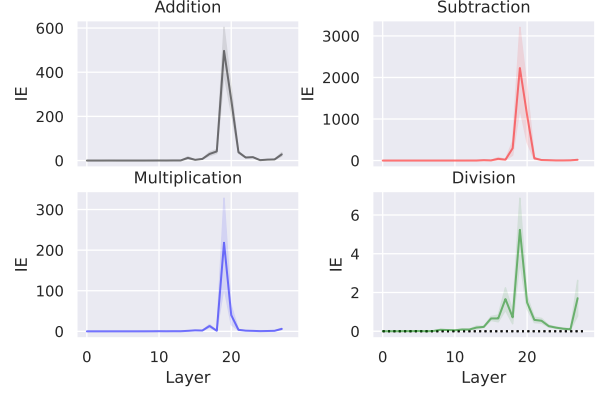 Addition
Subtraction
600
400
200
0
IE
3000
2000
1000
0
IE
Multiplication
Division
300
200
100
0
IE
6
4
2
0
IE
0 10 20
0 10 20
Layer
Layer